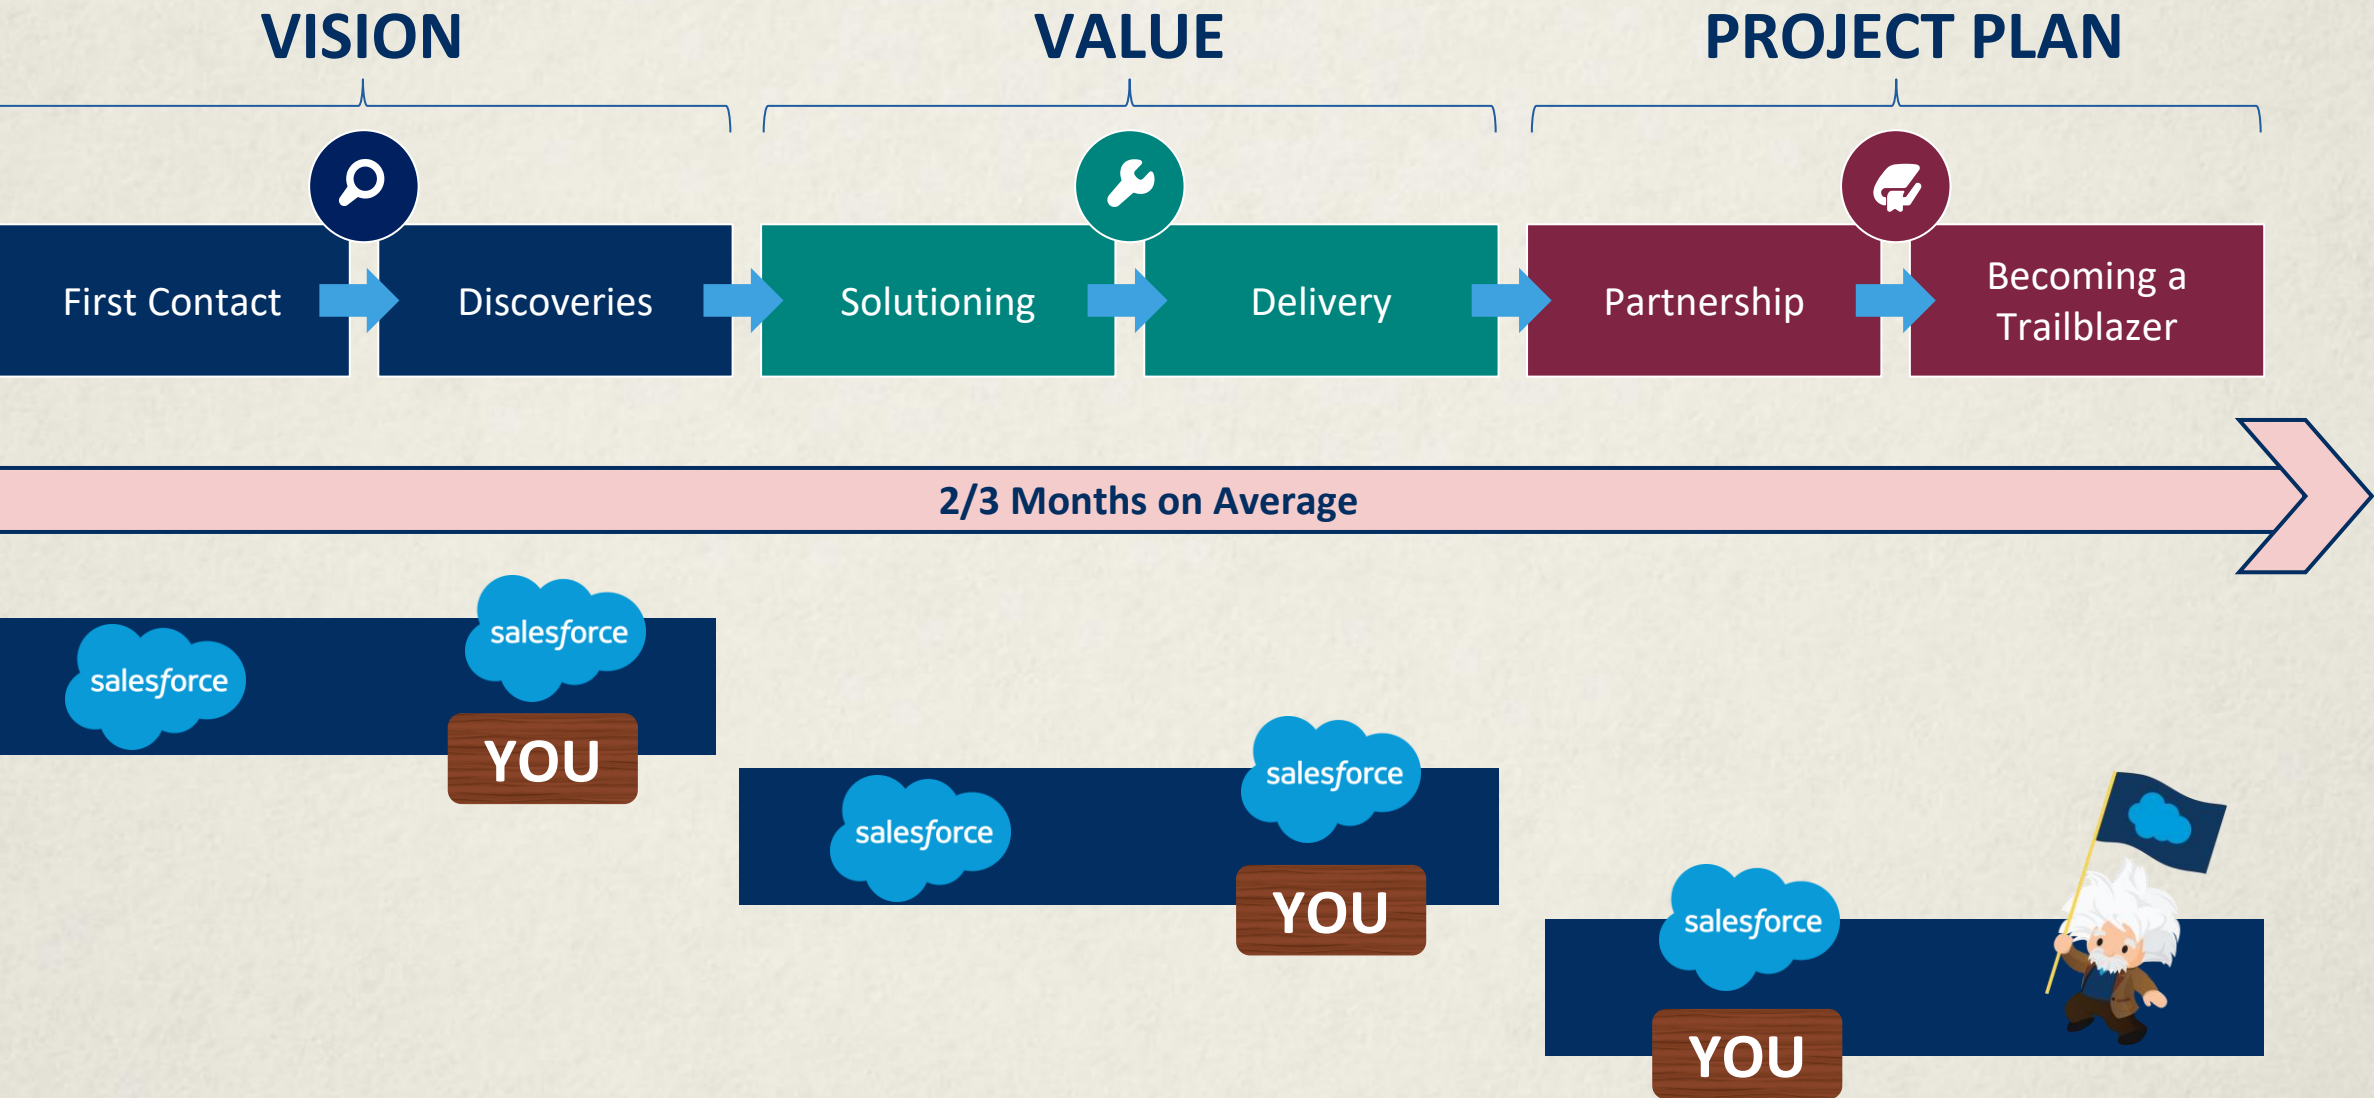 VISION
VALUE
PROJECT PLAN
First Contact
Discoveries
Solutioning
Delivery
Partnership
Becoming a
Trailblazer
2/3 Months on Average
salesforce
salesforce
YOU
salesforce
salesforce
YOU
salesforce
YOU